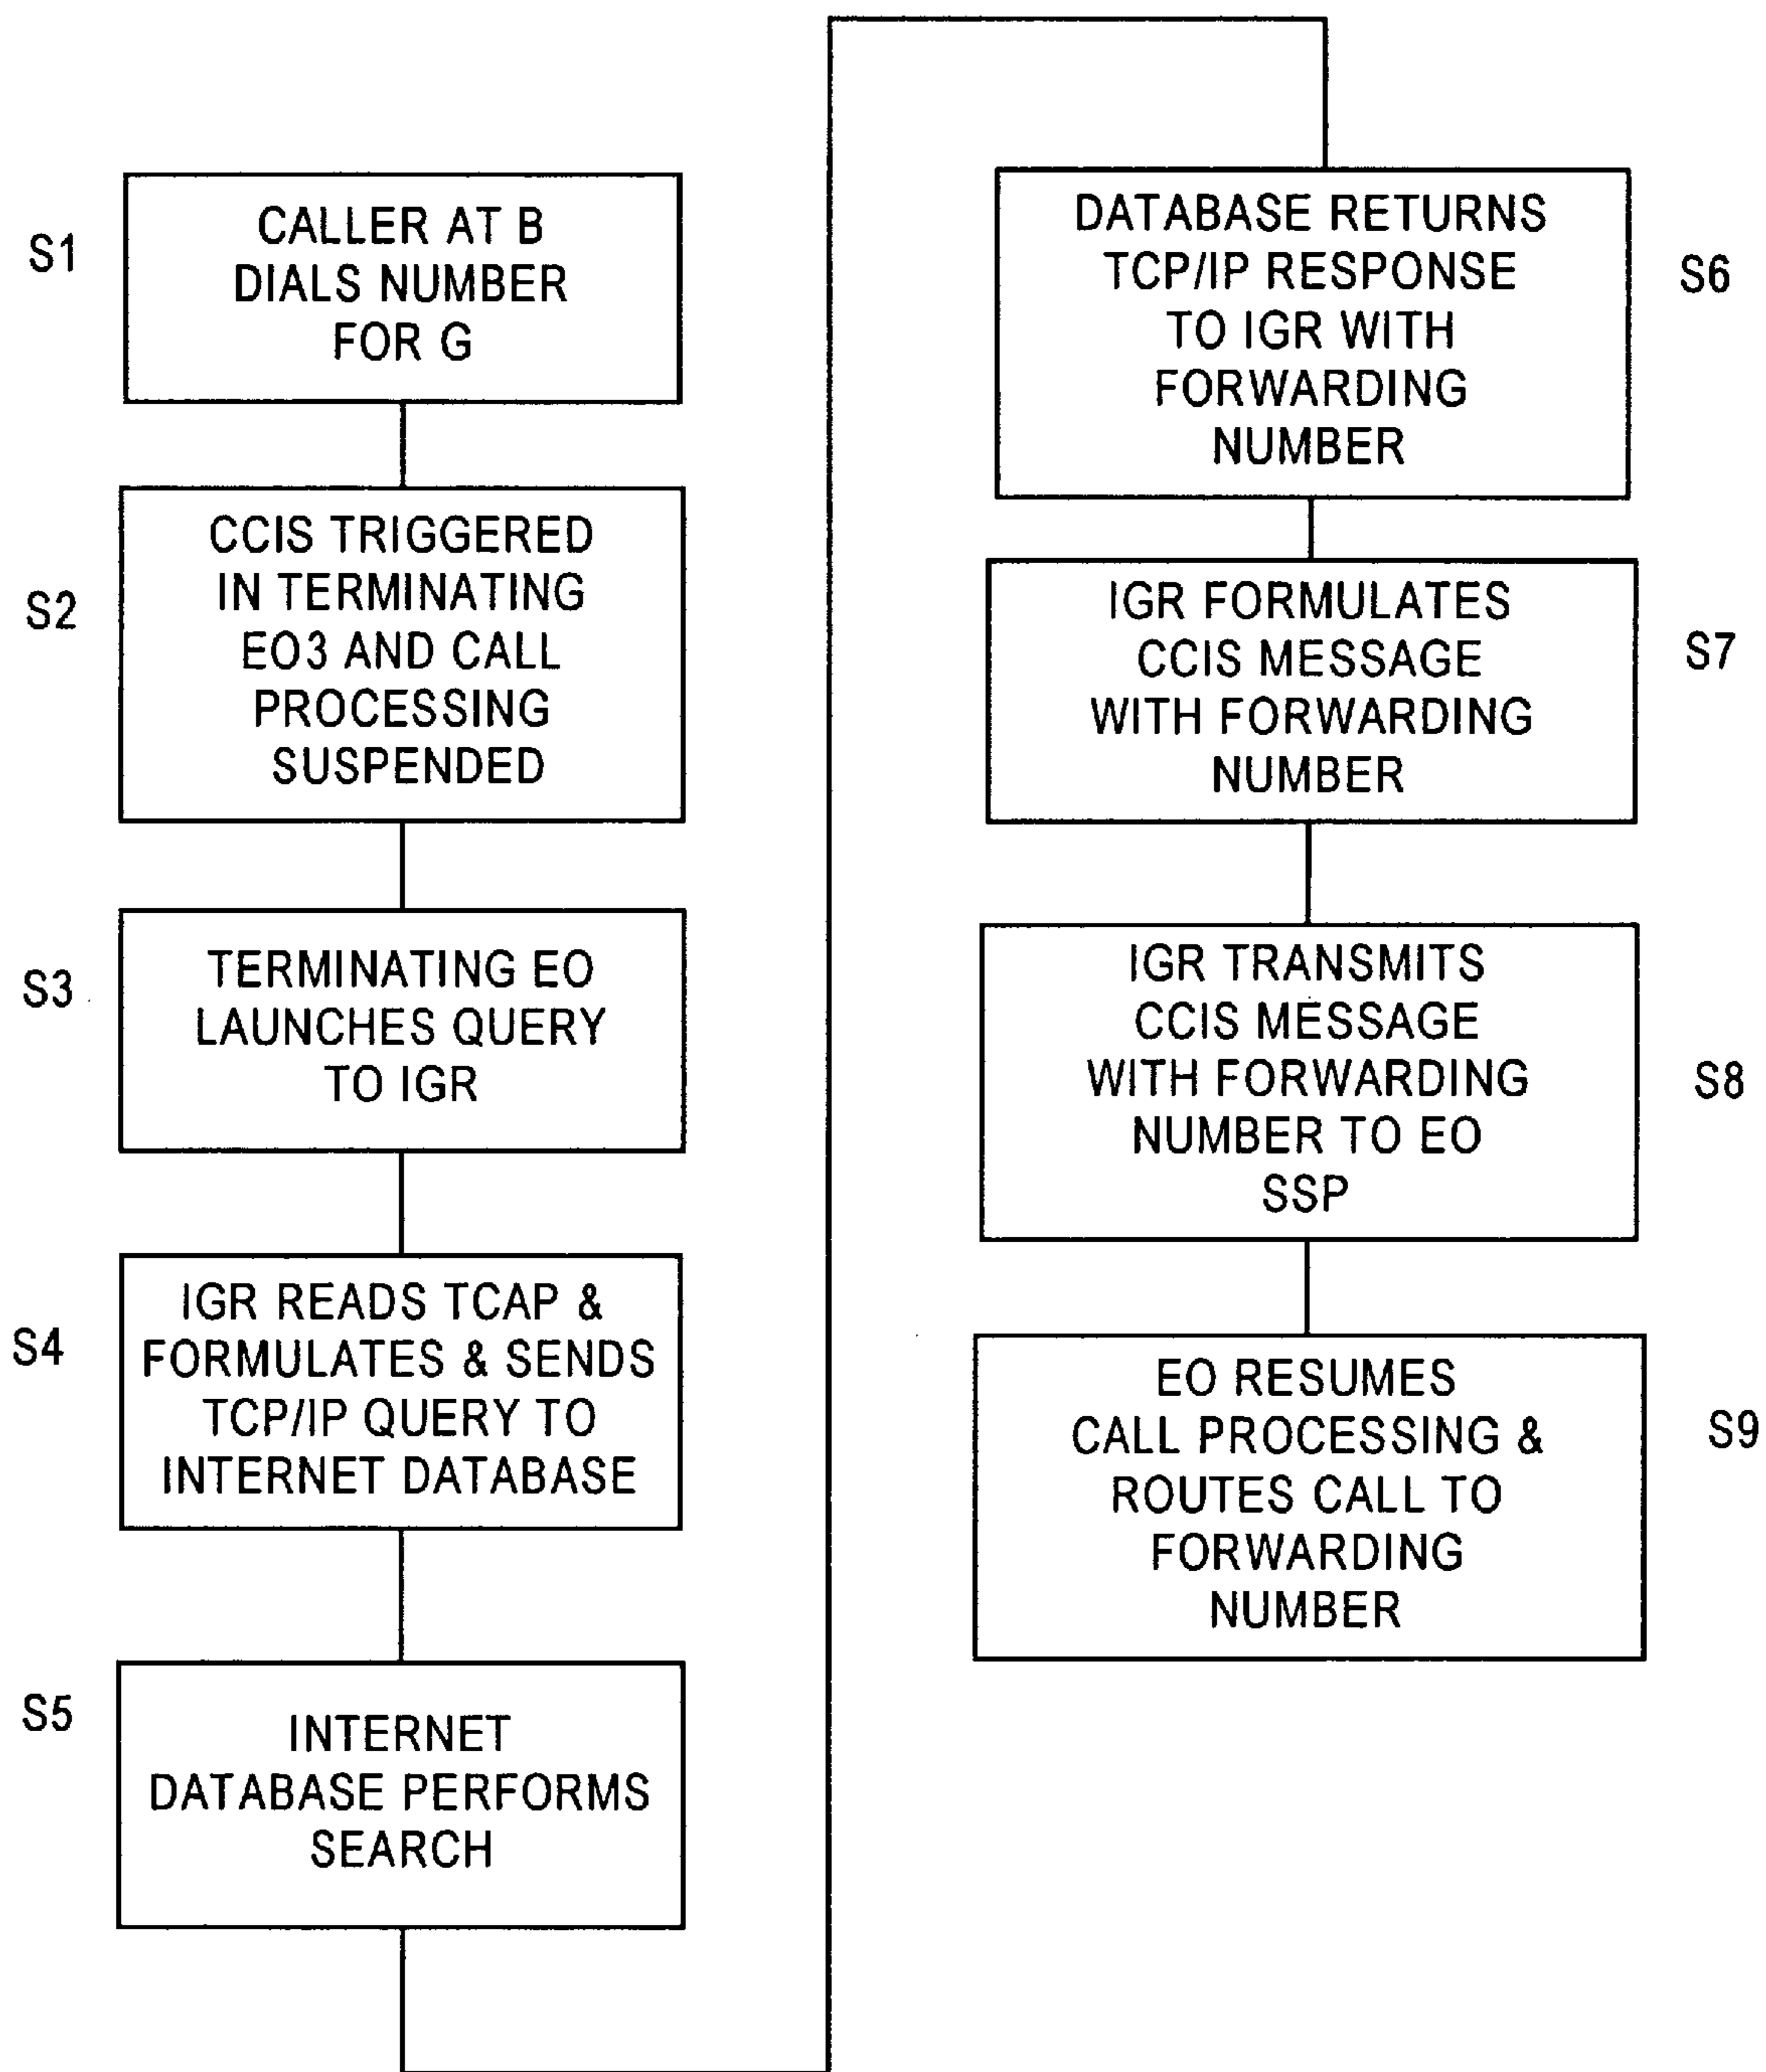 S1
CALLER AT B
DIALS NUMBER
FOR G
S2
CCIS TRIGGERED
IN TERMINATING
EO3 AND CALL
PROCESSING
SUSPENDED
S3
TERMINATING EO
LAUNCHES QUERY
TO IGR
S4
IGR READS TCAP &
FORMULATES & SENDS
TCP/IP QUERY TO
INTERNET DATABASE
S5
INTERNET
DATABASE PERFORMS
SEARCH
DATABASE RETURNS
TCP/IP RESPONSE
TO IGR WITH
FORWARDING
NUMBER
S6
IGR FORMULATES
CCIS MESSAGE
WITH FORWARDING
NUMBER
S7
IGR TRANSMITS
CCIS MESSAGE
WITH FORWARDING
NUMBER TO EO
SSP
S8
EO RESUMES
CALL PROCESSING &
ROUTES CALL TO
FORWARDING
NUMBER
S9